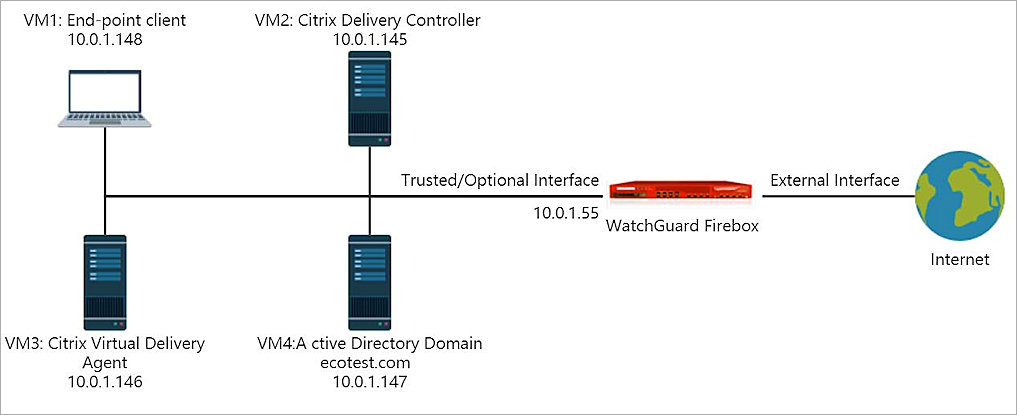 VM1: End-point client
10.0.1.148
VM2: Citrix Delivery Controller
10.0.1.145
Trusted/Optional Interface
10.0.1.55
WatchGuard Firebox
External Interface
Internet
VM3: Citrix Virtual Delivery
Agent
10.0.1.146
VM4:A ctive Directory Domain
ecotest.com
10.0.1.147